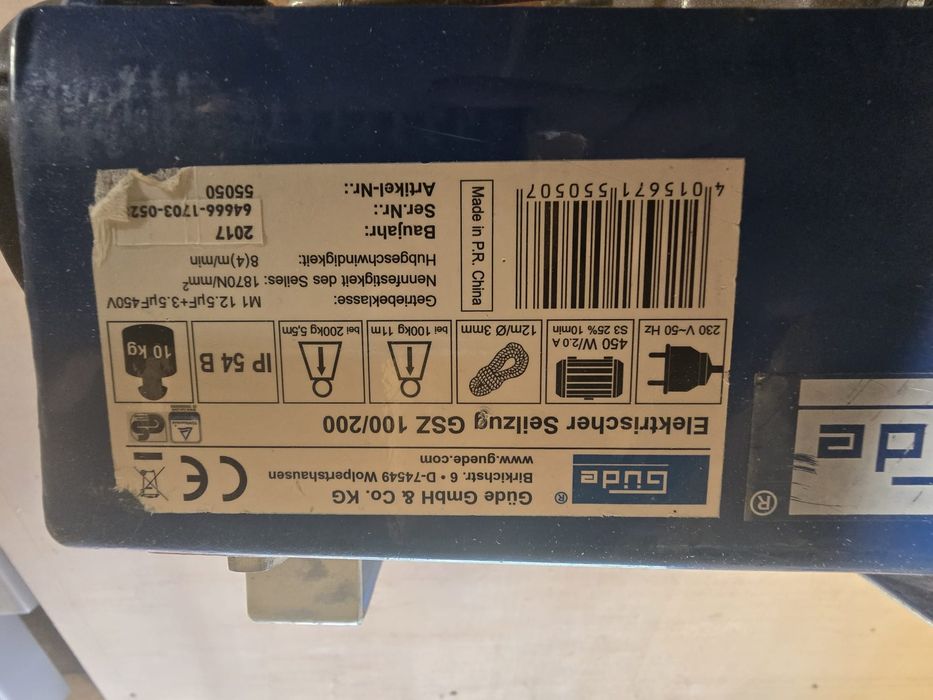 Güde ®
Güde GmbH & Co. KG
Birkichstr. 6 • D-74549 Wolpertshausen
www.guede.com
CE
Elektrischer Seilzug GSZ 100/200
230 V~50 Hz
450 W/2.0 A
S3 25% 10min
12m/Ø 3mm
bei 100kg 11m
bei 200kg 5,5m
IP 54 B
10 kg
Getriebeklasse: M1 12.5µF+3.5µF450V
Nennfestigkeit des Seiles: 1870N/mm²
Hubgeschwindigkeit: 8(4)m/min
Baujahr: 2017
Ser.Nr.: 64666-1703-052
Artikel-Nr.: 55050
Made in P.R. China
4 015671 550507
üde ®